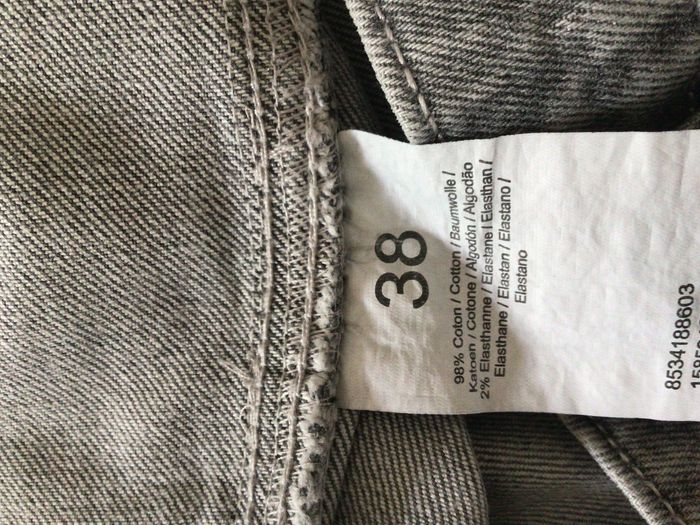 38
98% Coton / Cotton / Baumwolle /
Katoen / Cotone / Algodón / Algodão
2% Elasthanne / Elastane / Elasthan /
Elasthane / Elastan / Elastano /
Elastano
8534188603